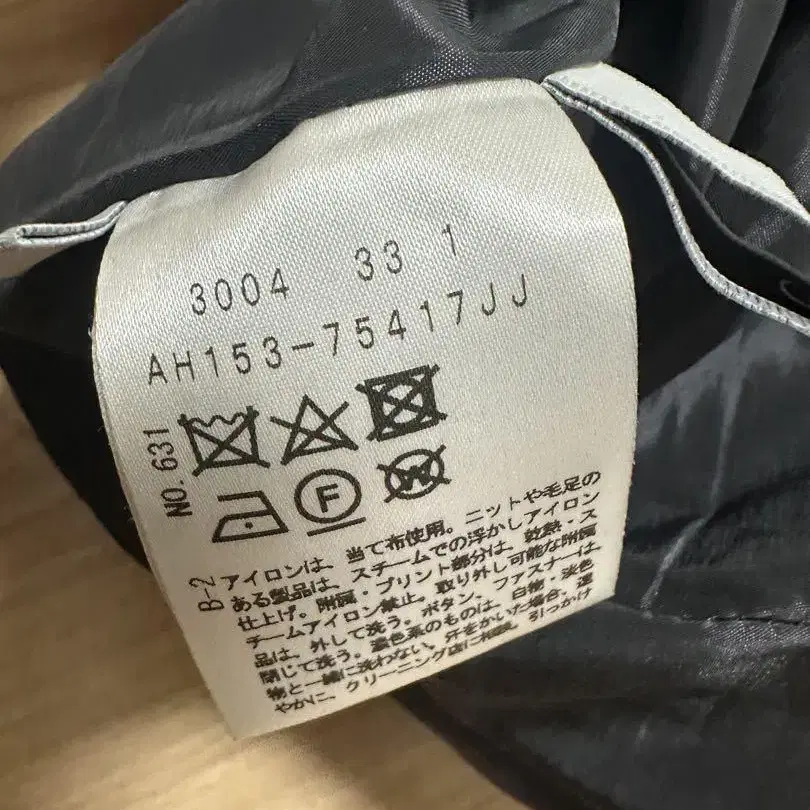 3004 33 1
AH153-75417JJ
NO. 631
F
W
B-2
アイロンは、当て布使用。ニットや毛足の
ある製品は、スチームでの浮かしアイロン
仕上げ。附属・プリント部分は、乾熱・ス
チームアイロン禁止。取り外し可能な附属
品は、外して洗う。ボタン、ファスナーは、
閉じて洗う。濃色系のものは、白物・淡色
物と一緒に洗わない。汗をかいた場合、速
やかに、クリーニング店に相談。引っかけ